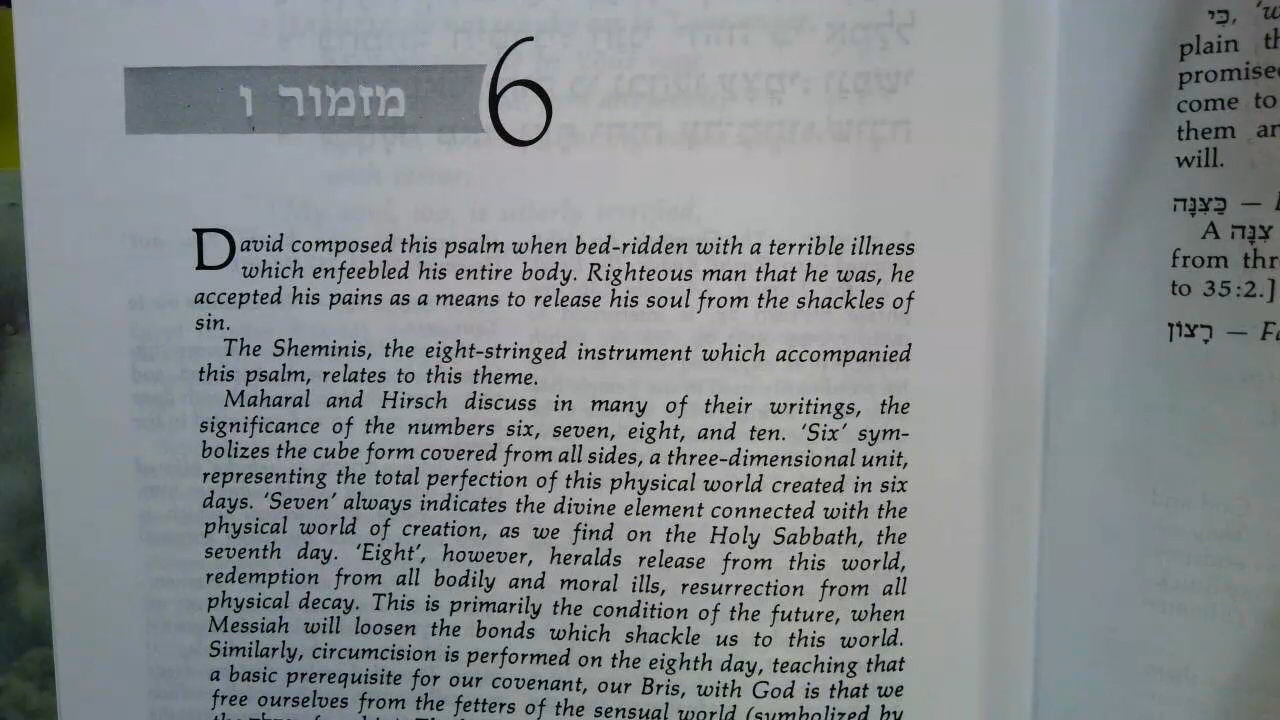 מזמור ו 6
David composed this psalm when bed-ridden with a terrible illness
which enfeebled his entire body. Righteous man that he was, he
accepted his pains as a means to release his soul from the shackles of
sin.
The Sheminis, the eight-stringed instrument which accompanied
this psalm, relates to this theme.
Maharal and Hirsch discuss in many of their writings, the
significance of the numbers six, seven, eight, and ten. ‘Six’ sym-
bolizes the cube form covered from all sides, a three-dimensional unit,
representing the total perfection of this physical world created in six
days. ‘Seven’ always indicates the divine element connected with the
physical world of creation, as we find on the Holy Sabbath, the
seventh day. ‘Eight’, however, heralds release from this world,
redemption from all bodily and moral ills, resurrection from all
physical decay. This is primarily the condition of the future, when
Messiah will loosen the bonds which shackle us to this world.
Similarly, circumcision is performed on the eighth day, teaching that
a basic prerequisite for our covenant, our Bris, with God is that we
free ourselves from the fetters of the sensual world (symbolized by
כִּי,
plain
promised
come to
them
will.
כַּצִּנָּה —
A צִנָּה
from
to 35:2.]
רָצוֹן —